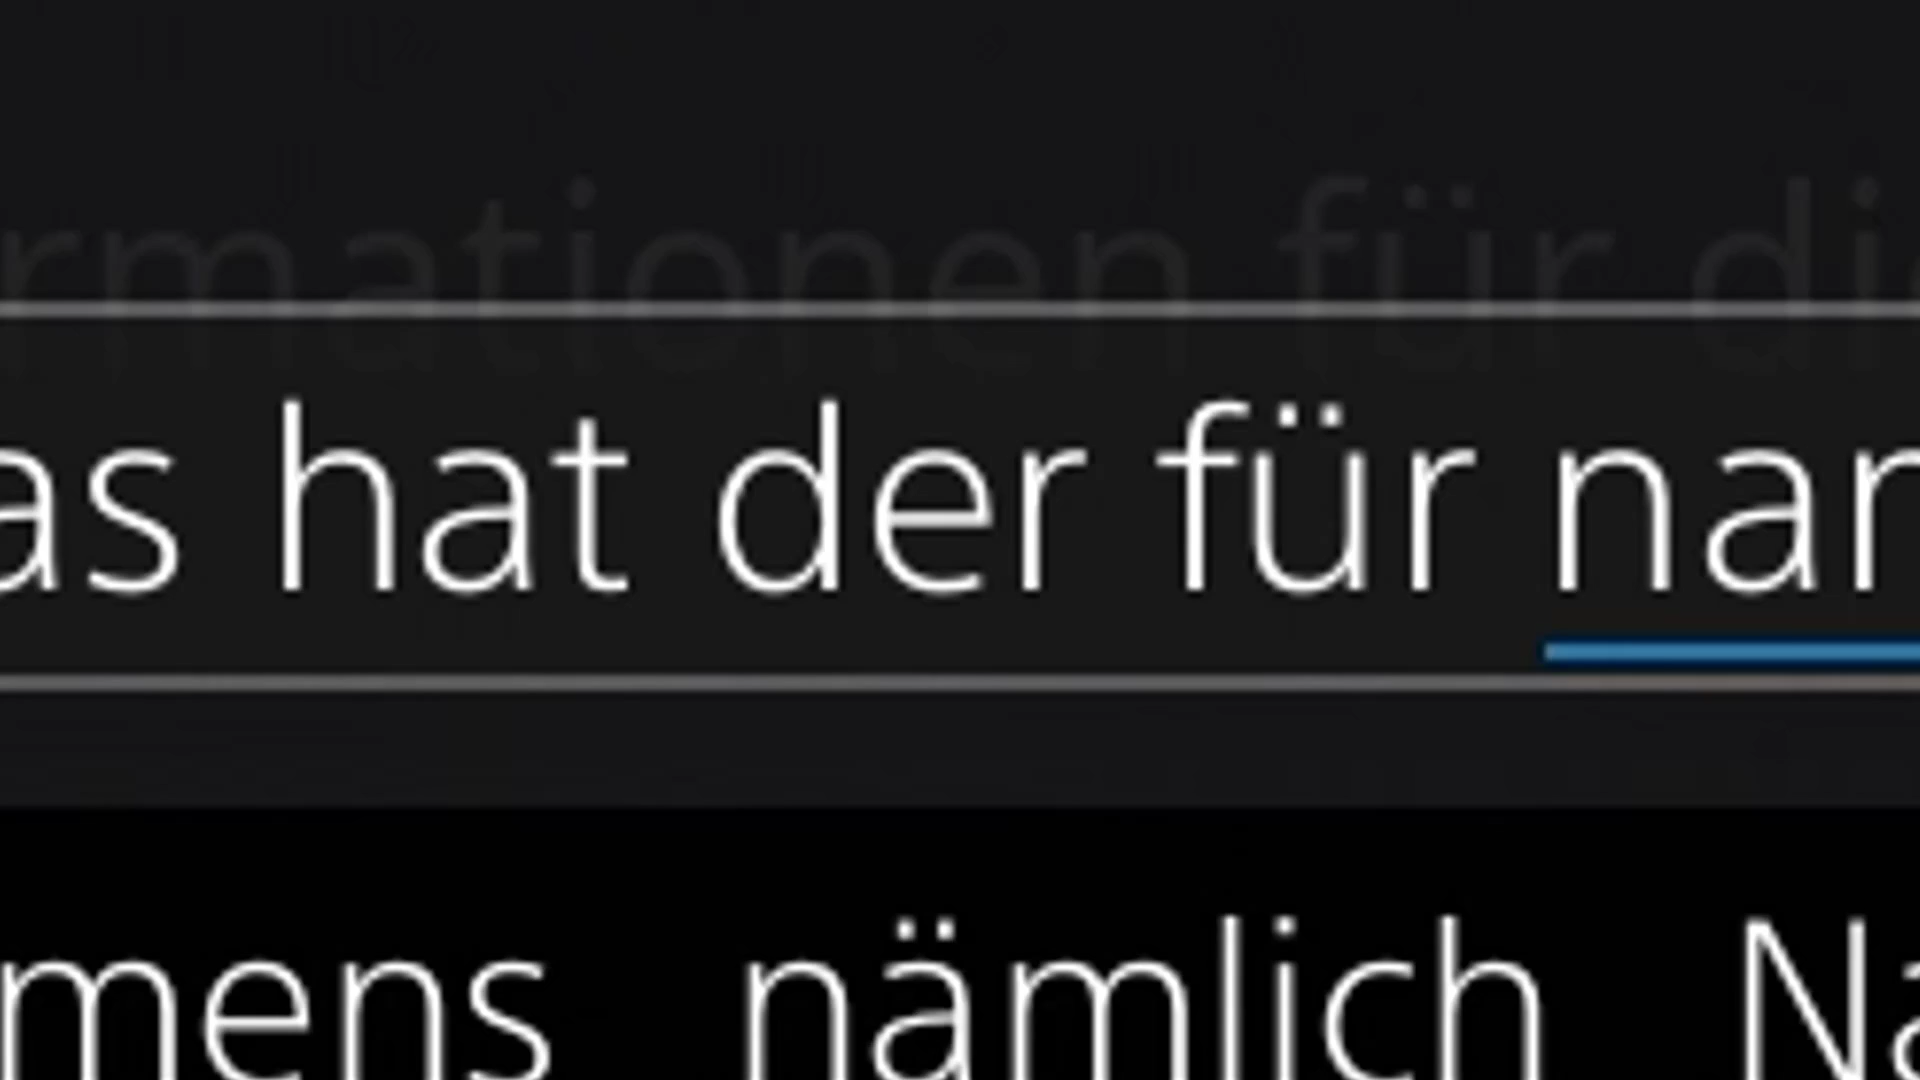 rmationen für di
as hat der für nar
mens nämlich Na